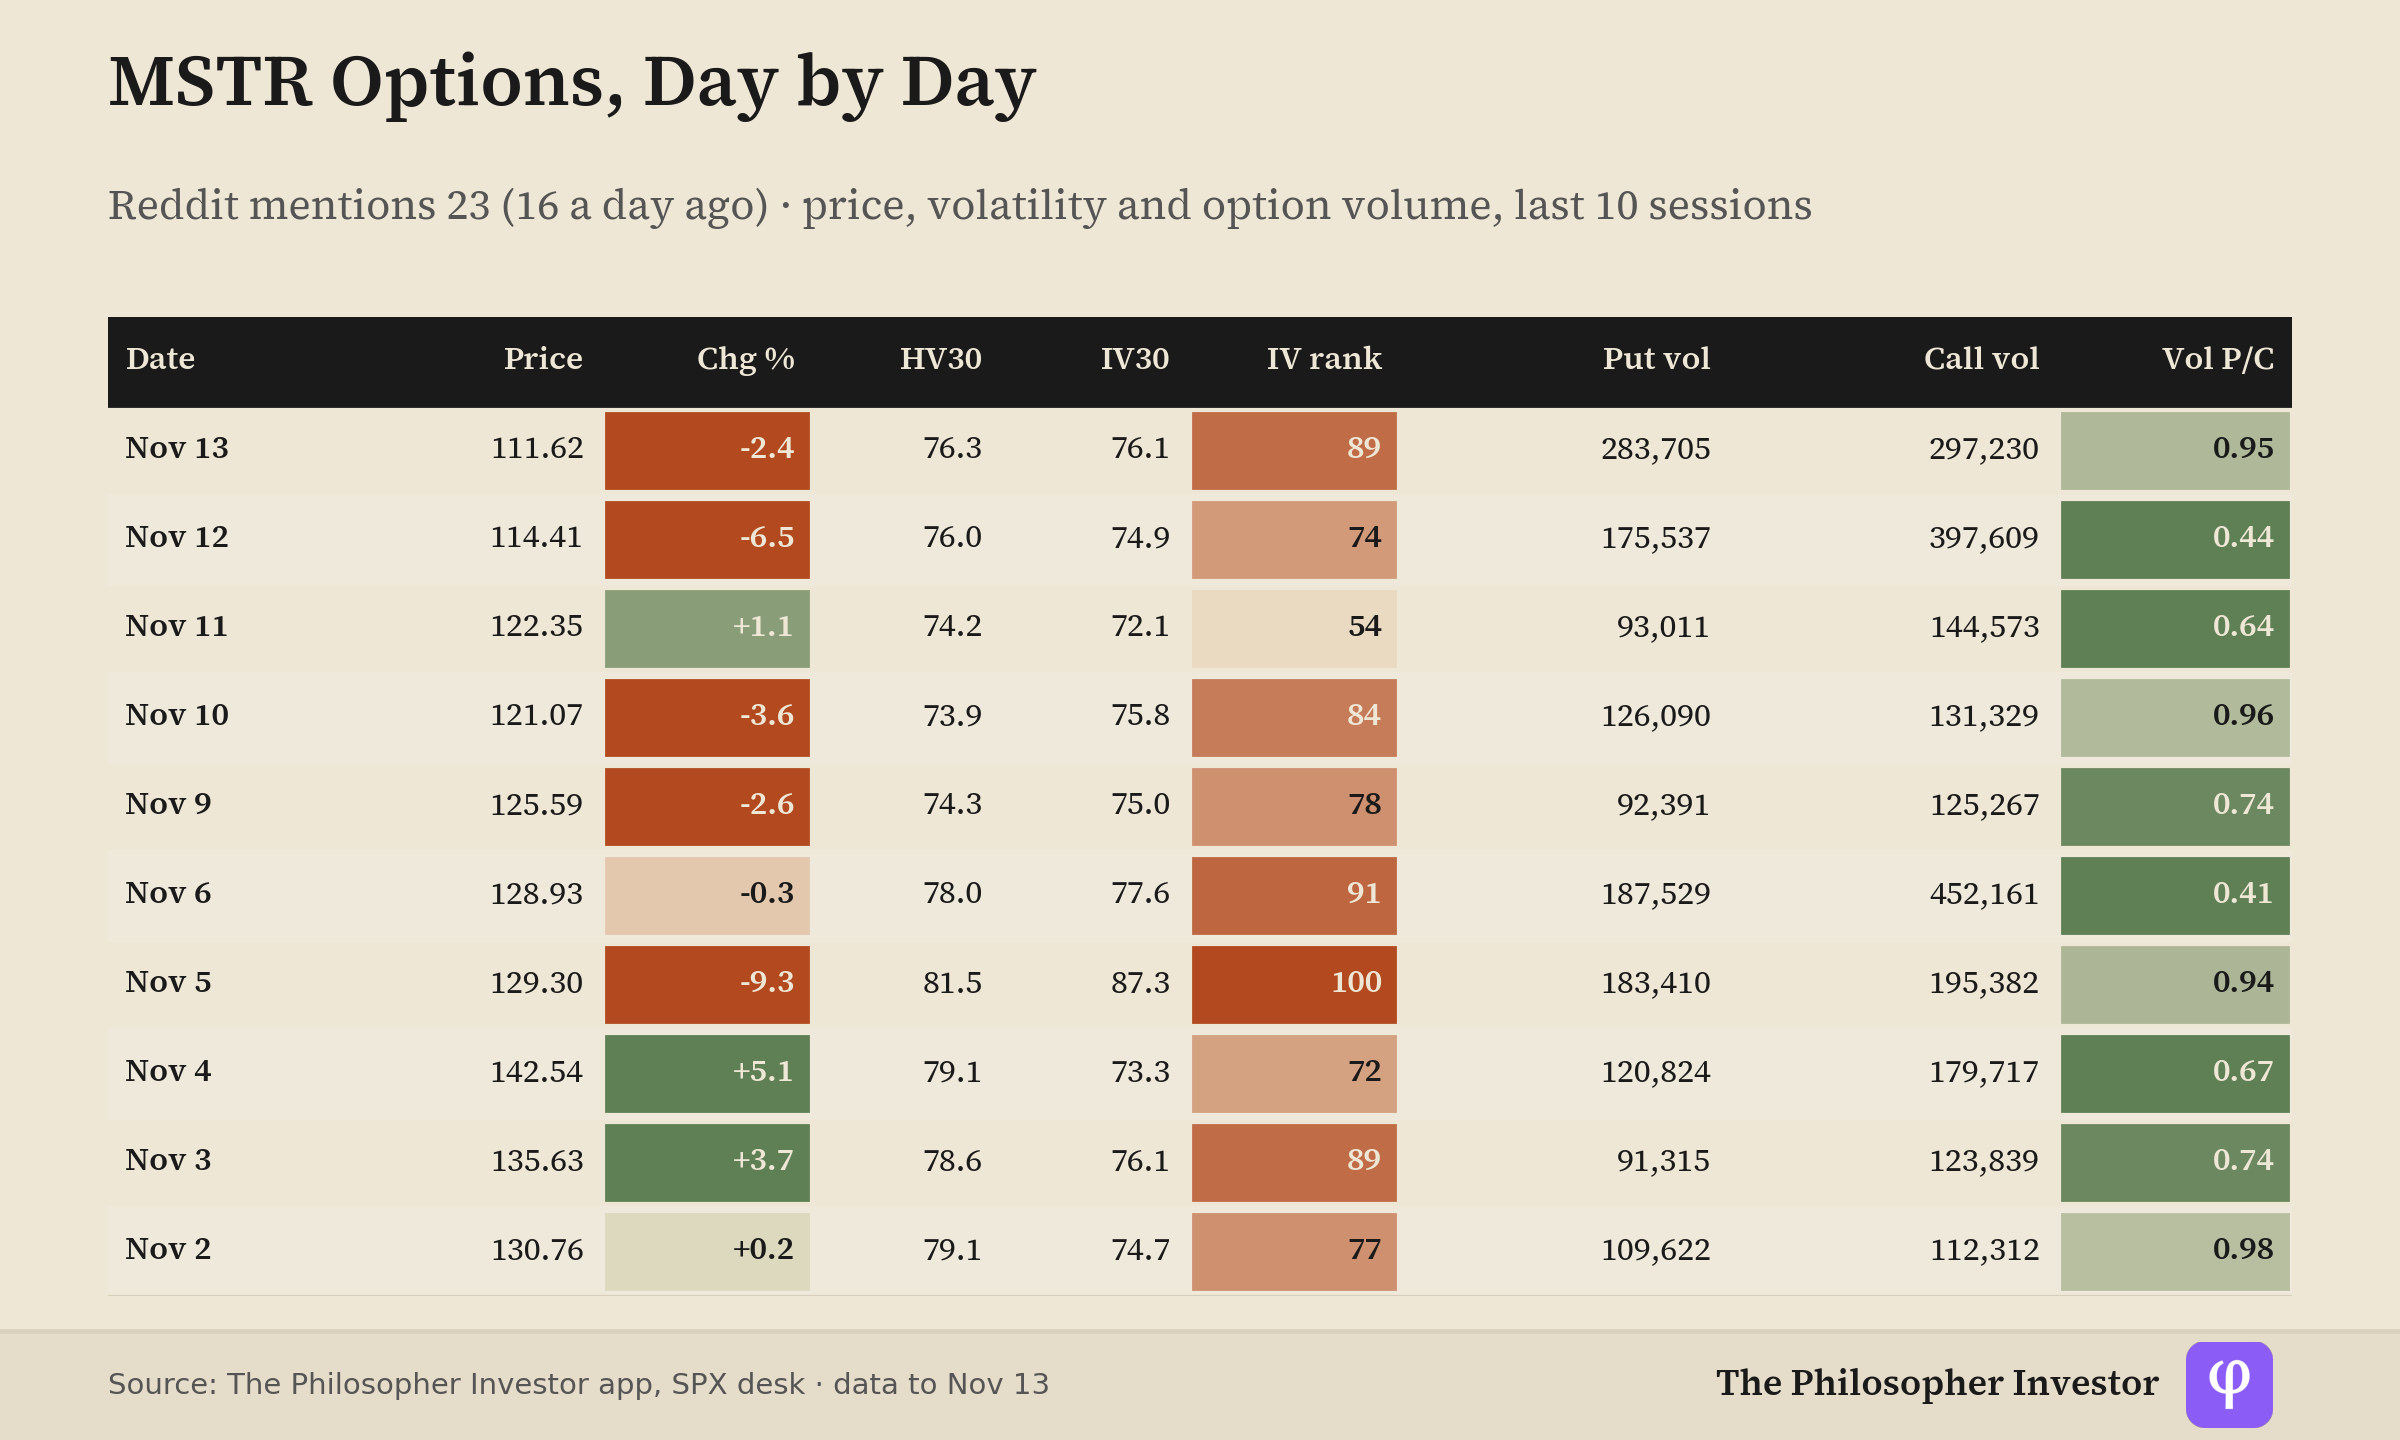 MSTR Options, Day by Day
Reddit mentions 23 (16 a day ago) · price, volatility and option volume, last 10 sessions
Date Price Chg % HV30 IV30 IV rank Put vol Call vol Vol P/C
Nov 13 111.62 -2.4 76.3 76.1 89 283,705 297,230 0.95
Nov 12 114.41 -6.5 76.0 74.9 74 175,537 397,609 0.44
Nov 11 122.35 +1.1 74.2 72.1 54 93,011 144,573 0.64
Nov 10 121.07 -3.6 73.9 75.8 84 126,090 131,329 0.96
Nov 9 125.59 -2.6 74.3 75.0 78 92,391 125,267 0.74
Nov 6 128.93 -0.3 78.0 77.6 91 187,529 452,161 0.41
Nov 5 129.30 -9.3 81.5 87.3 100 183,410 195,382 0.94
Nov 4 142.54 +5.1 79.1 73.3 72 120,824 179,717 0.67
Nov 3 135.63 +3.7 78.6 76.1 89 91,315 123,839 0.74
Nov 2 130.76 +0.2 79.1 74.7 77 109,622 112,312 0.98
Source: The Philosopher Investor app, SPX desk · data to Nov 13
The Philosopher Investor φ